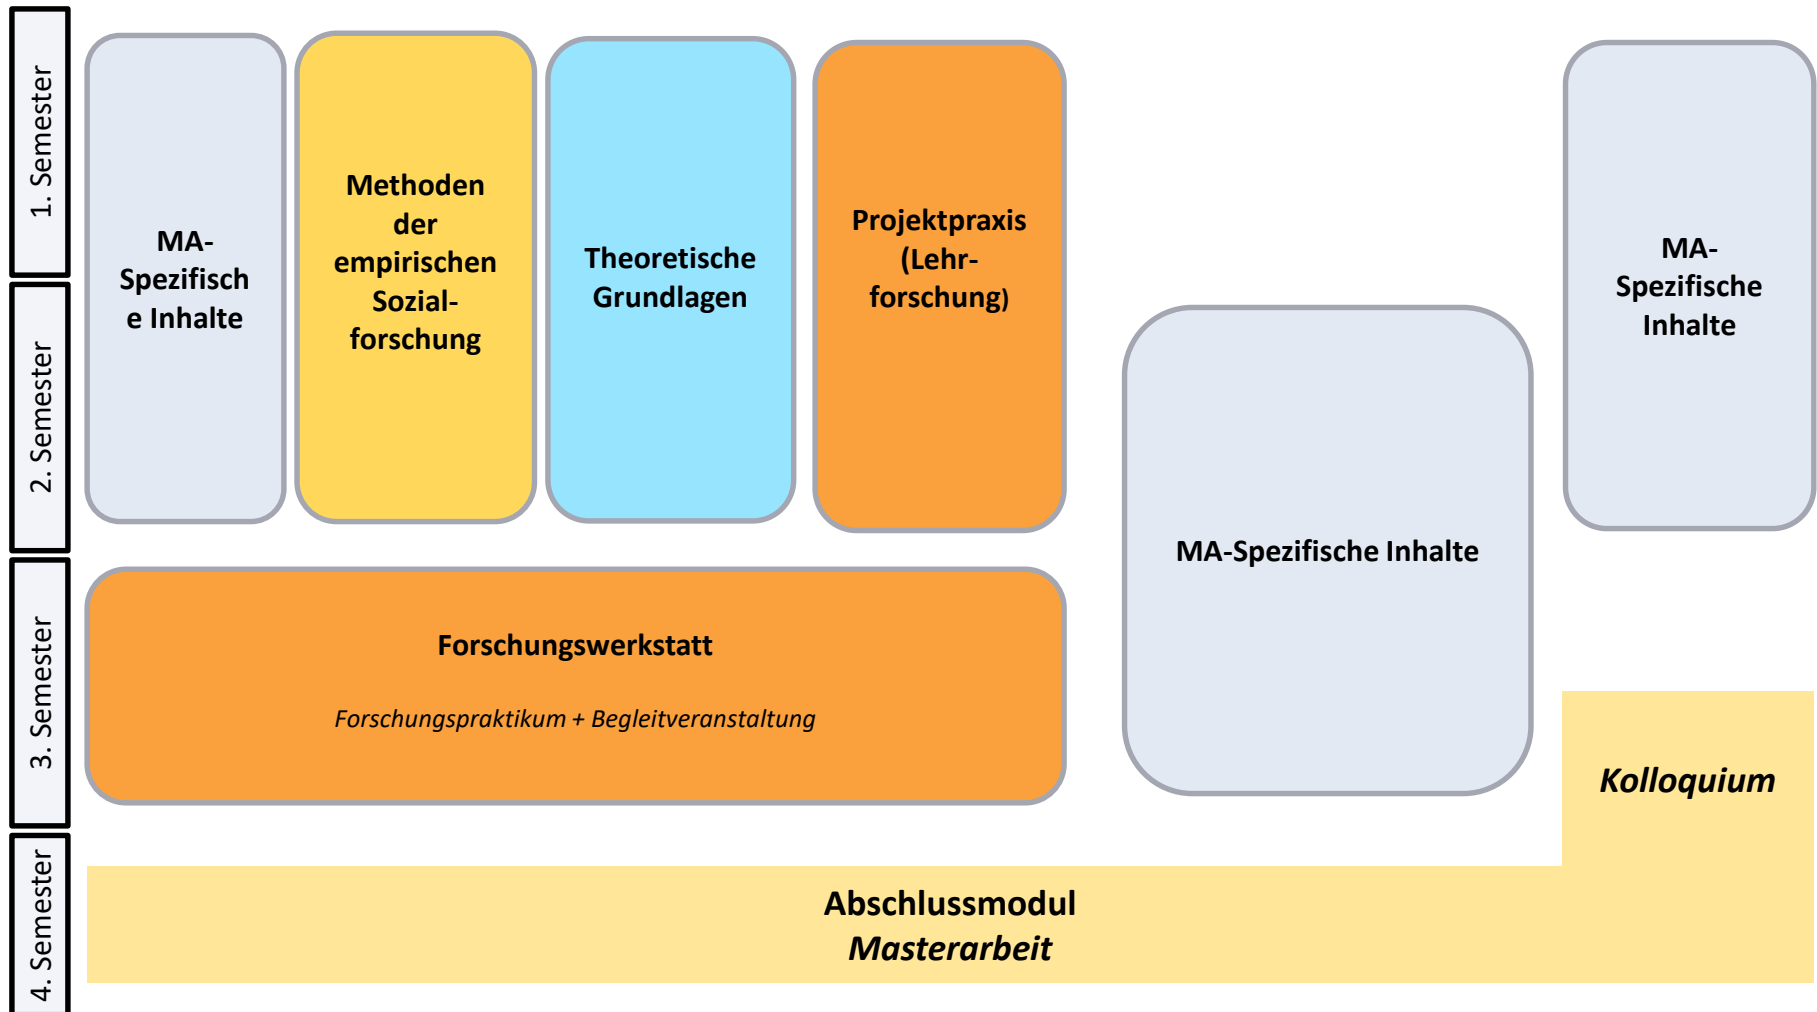 1. Semester
2. Semester
3. Semester
4. Semester
MA-
Spezifisch
e Inhalte
Methoden
der
empirischen
Sozial-
forschung
Theoretische
Grundlagen
Projektpraxis
(Lehr-
forschung)
MA-Spezifische Inhalte
MA-
Spezifische
Inhalte
Forschungswerkstatt
Forschungspraktikum + Begleitveranstaltung
Kolloquium
Abschlussmodul
Masterarbeit